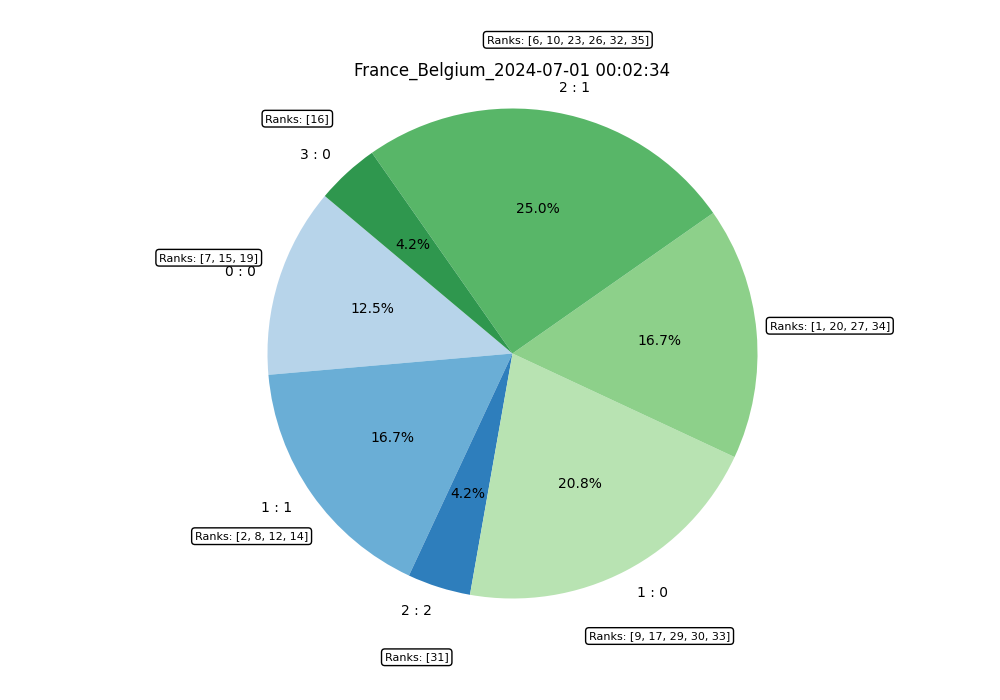 Ranks: [6, 10, 23, 26, 32, 35]
France_Belgium_2024-07-01 00:02:34
2 : 1
Ranks: [16]
3 : 0
25.0%
4.2%
Ranks: [7, 15, 19]
0 : 0
12.5%
Ranks: [1, 20, 27, 34]
16.7%
16.7%
20.8%
4.2%
1 : 1
Ranks: [2, 8, 12, 14]
1 : 0
2 : 2
Ranks: [9, 17, 29, 30, 33]
Ranks: [31]